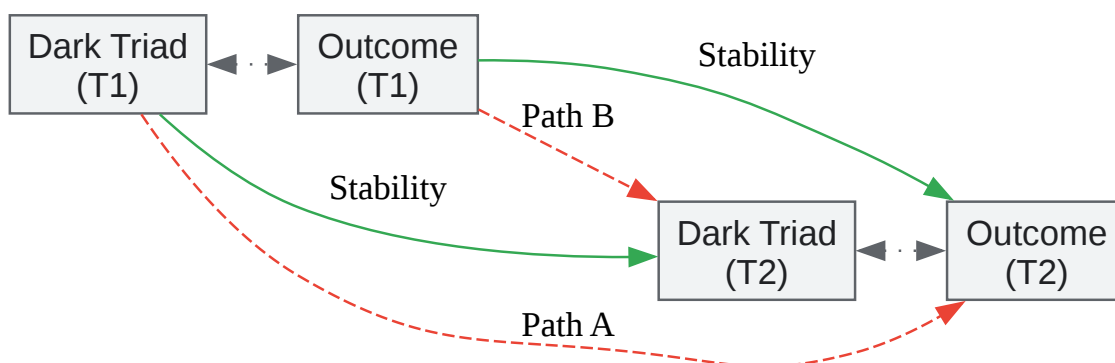 Dark Triad
(T1)
Outcome
(T1)
Stability
Path B
Stability
Dark Triad
(T2)
Outcome
(T2)
Path A